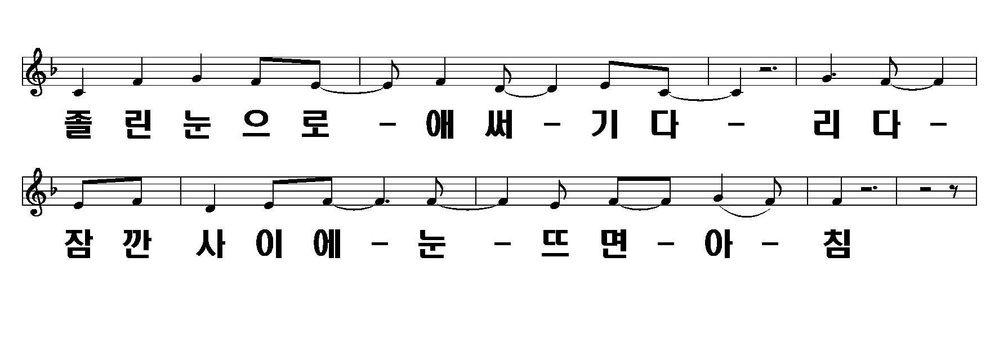 졸 린 눈 으 로 - 애 써 - 기 다 - 리 다 -
잠 깐 사 이 에 - 눈 - 뜨 면 - 아 - 침